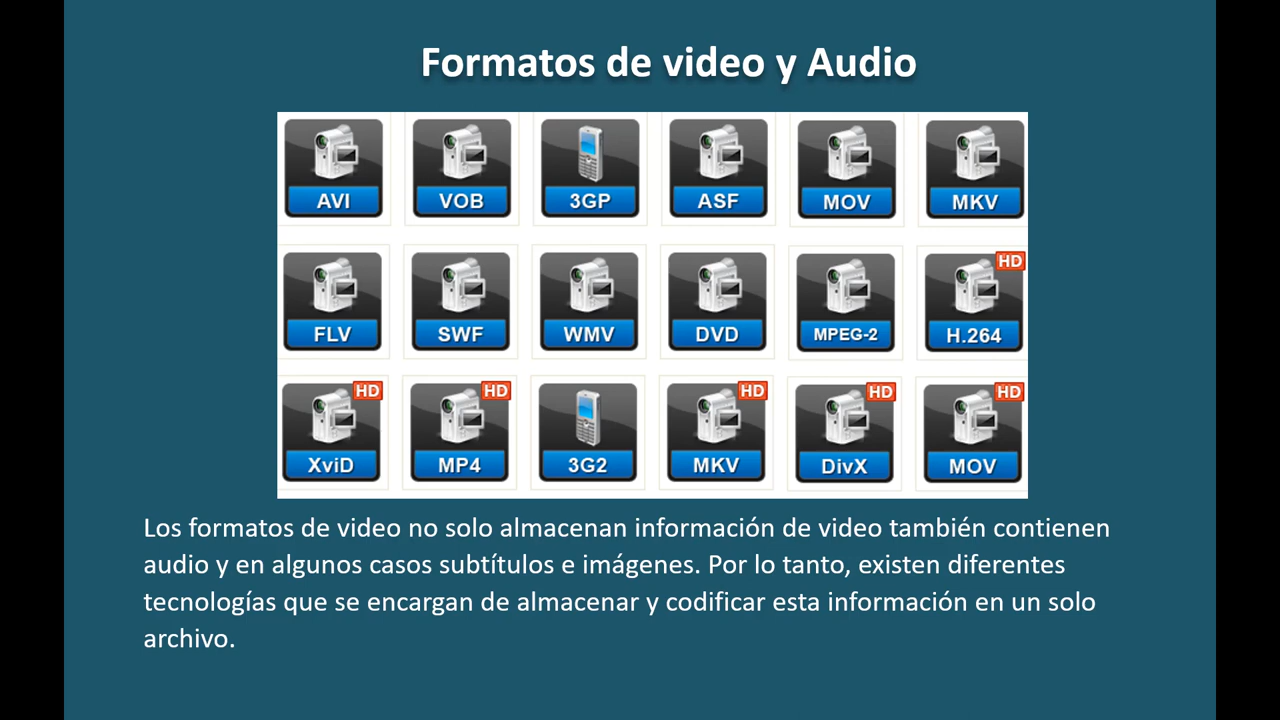 Formatos de video y Audio
AVI VOB 3GP ASF MOV MKV
HD
FLV SWF WMV DVD MPEG-2 H.264
HD HD HD HD HD
XviD MP4 3G2 MKV DivX MOV
Los formatos de video no solo almacenan información de video también contienen
audio y en algunos casos subtítulos e imágenes. Por lo tanto, existen diferentes
tecnologías que se encargan de almacenar y codificar esta información en un solo
archivo.